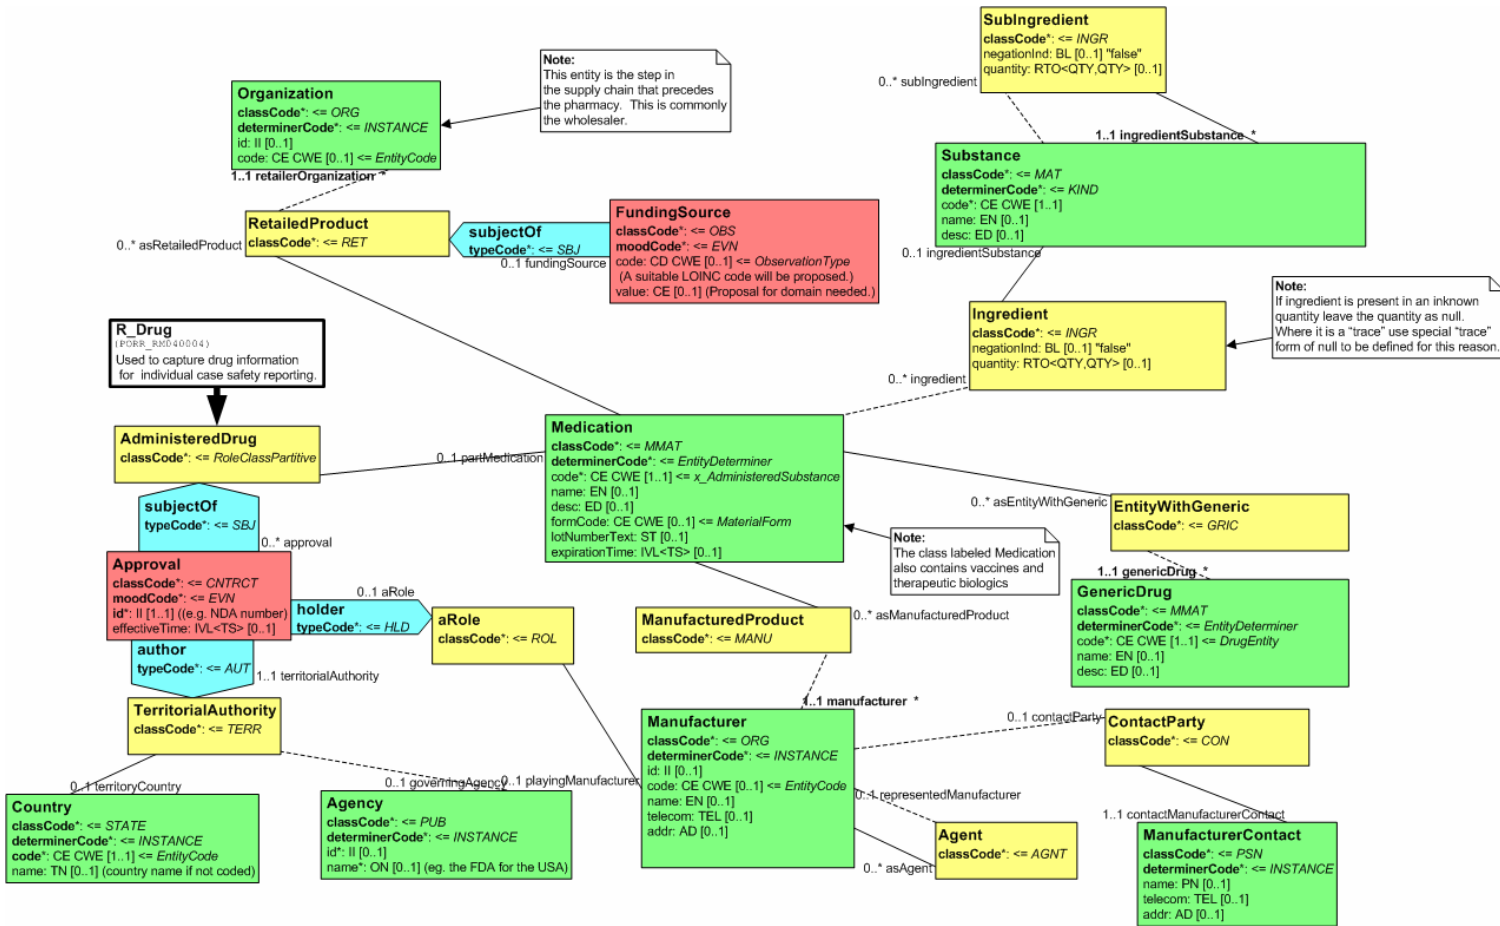 SubIngredient
classCode*: <= INGR
negationInd: BL [0..1] "false"
quantity: RTO<QTY,QTY> [0..1]
0..* subIngredient
Note:
This entity is the step in
the supply chain that precedes
the pharmacy.  This is commonly
the wholesaler.
Organization
classCode*: <= ORG
determinerCode*: <= INSTANCE
id: II [0..1]
code: CE CWE [0..1] <= EntityCode
1..1 retailerOrganization *
1..1 ingredientSubstance *
Substance
classCode*: <= MAT
determinerCode*: <= KIND
code*: CE CWE [1..1]
name: EN [0..1]
desc: ED [0..1]
0..1 ingredientSubstance
RetailedProduct
classCode*: <= RET
0..* asRetailedProduct
subjectOf
typeCode*: <= SBJ
0..1 fundingSource
FundingSource
classCode*: <= OBS
moodCode*: <= EVN
code: CD CWE [0..1] <= ObservationType
(A suitable LOINC code will be proposed.)
value: CE [0..1] (Proposal for domain needed.)
Note:
If ingredient is present in an inknown
quantity leave the quantity as null.
Where it is a "trace" use special "trace"
form of null to be defined for this reason.
Ingredient
classCode*: <= INGR
negationInd: BL [0..1] "false"
quantity: RTO<QTY,QTY> [0..1]
0..* ingredient
R_Drug
(PORR_RM040004)
Used to capture drug information
for  individual case safety reporting.
AdministeredDrug
classCode*: <= RoleClassPartitive
0..1 partMedication
Medication
classCode*: <= MMAT
determinerCode*: <= EntityDeterminer
code*: CE CWE [1..1] <= x_AdministeredSubstance
name: EN [0..1]
desc: ED [0..1]
formCode: CE CWE [0..1] <= MaterialForm
lotNumberText: ST [0..1]
expirationTime: IVL<TS> [0..1]
0..* asEntityWithGeneric
EntityWithGeneric
classCode*: <= GRIC
1..1 genericDrug *
subjectOf
typeCode*: <= SBJ
0..* approval
Note:
The class labeled Medication
also contains vaccines and
therapeutic biologics
Approval
classCode*: <= CNTRCT
moodCode*: <= EVN
id*: II [1..1] ((e.g. NDA number)
effectiveTime: IVL<TS> [0..1]
0..1 aRole
holder
typeCode*: <= HLD
aRole
classCode*: <= ROL
ManufacturedProduct
classCode*: <= MANU
0..* asManufacturedProduct
GenericDrug
classCode*: <= MMAT
determinerCode*: <= EntityDeterminer
code*: CE CWE [1..1] <= DrugEntity
name: EN [0..1]
desc: ED [0..1]
author
typeCode*: <= AUT
1..1 territorialAuthority
TerritorialAuthority
classCode*: <= TERR
1..1 manufacturer *
Manufacturer
classCode*: <= ORG
determinerCode*: <= INSTANCE
id: II [0..1]
code: CE CWE [0..1] <= EntityCode
name: EN [0..1]
telecom: TEL [0..1]
addr: AD [0..1]
0..1 contactParty
ContactParty
classCode*: <= CON
0..1 territoryCountry
0..1 governingAgency
0..1 playingManufacturer
0..1 representedManufacturer
Country
classCode*: <= STATE
determinerCode*: <= INSTANCE
code*: CE CWE [1..1] <= EntityCode
name: TN [0..1] (country name if not coded)
Agency
classCode*: <= PUB
determinerCode*: <= INSTANCE
id*: II [0..1]
name*: ON [0..1] (eg. the FDA for the USA)
Agent
classCode*: <= AGNT
0..* asAgent
1..1 contactManufacturerContact
ManufacturerContact
classCode*: <= PSN
determinerCode*: <= INSTANCE
name: PN [0..1]
telecom: TEL [0..1]
addr: AD [0..1]